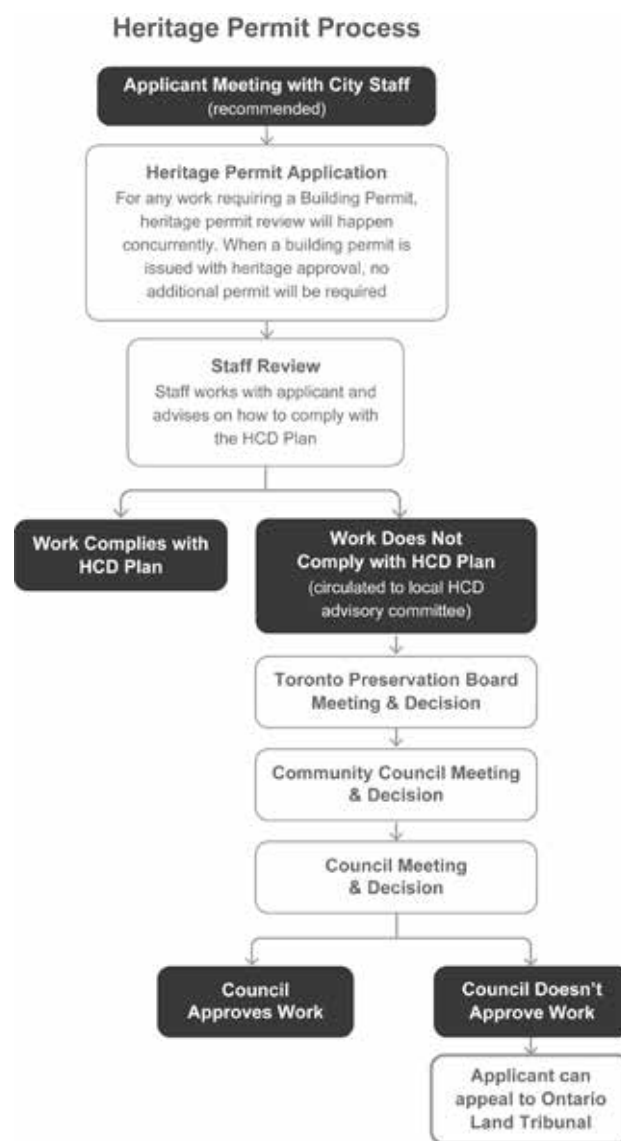 Heritage Permit Process
Applicant Meeting with City Staff
(recommended)
Heritage Permit Application
For any work requiring a Building Permit,
heritage permit review will happen
concurrently. When a building permit is
issued with heritage approval, no
additional permit will be required
Staff Review
Staff works with applicant and
advises on how to comply with
the HCD Plan
Work Complies with
HCD Plan
Work Does Not
Comply with HCD Plan
(circulated to local HCD
advisory committee)
Toronto Preservation Board
Meeting & Decision
Community Council Meeting
& Decision
Council Meeting
& Decision
Council
Approves Work
Council Doesn't
Approve Work
Applicant can
appeal to Ontario
Land Tribunal